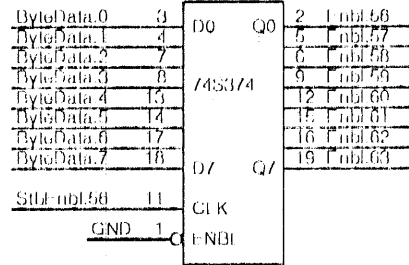 ByteData.0 3 D0 Q0 2 Enbl.56
ByteData.1 4 5 Enbl.57
ByteData.2 7 6 Enbl.58
ByteData.3 8 74S374 9 Enbl.59
ByteData.4 13 12 Enbl.60
ByteData.5 14 15 Enbl.61
ByteData.6 17 16 Enbl.62
ByteData.7 18 D7 Q7 19 Enbl.63
StbEnbl.56 11 CLK
GND 1 ENBL